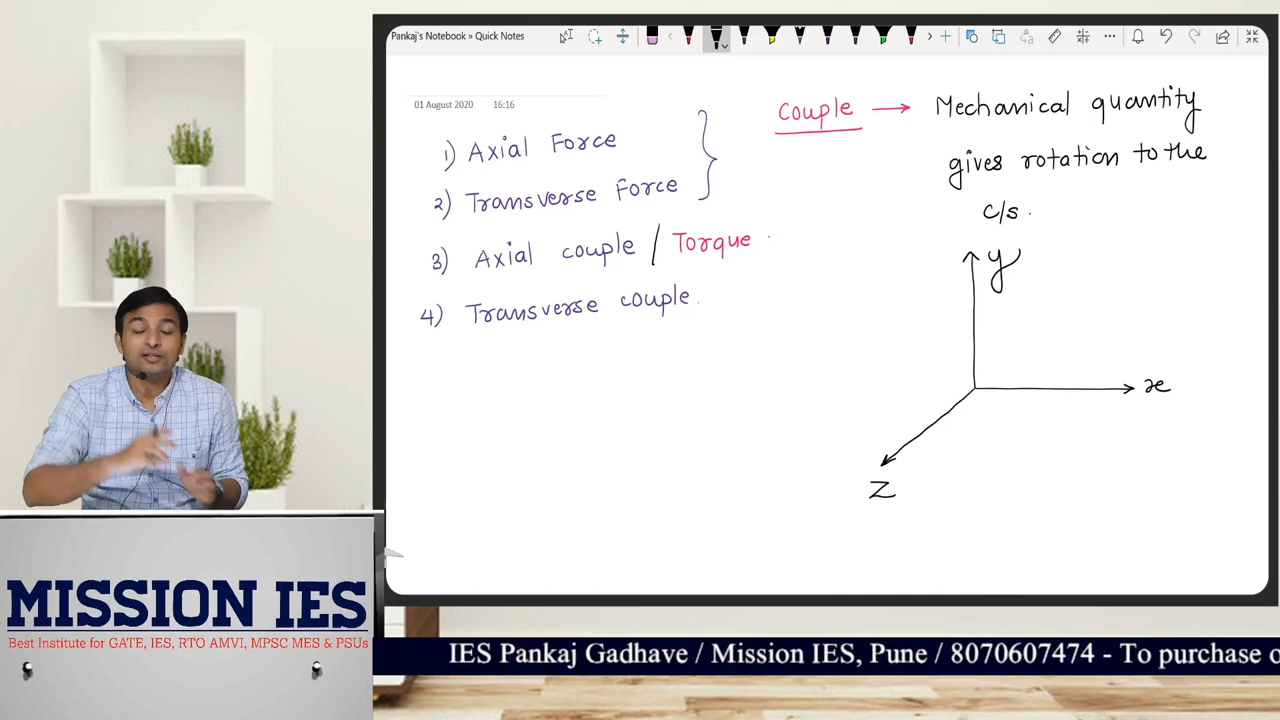 Pankaj's Notebook » Quick Notes
01 August 2020 16:16
1) Axial Force
2) Transverse Force
3) Axial couple / Torque
4) Transverse couple.
Couple → Mechanical quantity
gives rotation to the
c/s.
y
x
z
MISSION IES
Best Institute for GATE, IES, RTO AMVI, MPSC MES & PSUs
IES Pankaj Gadhave / Mission IES, Pune / 8070607474 - To purchase